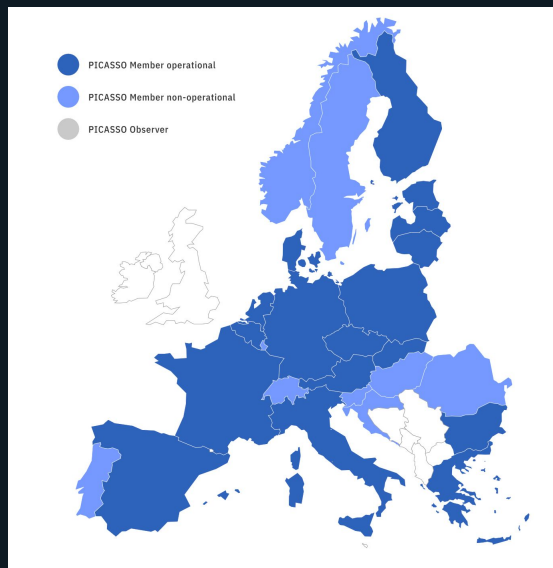 PICASSO Member operational
PICASSO Member non-operational
PICASSO Observer